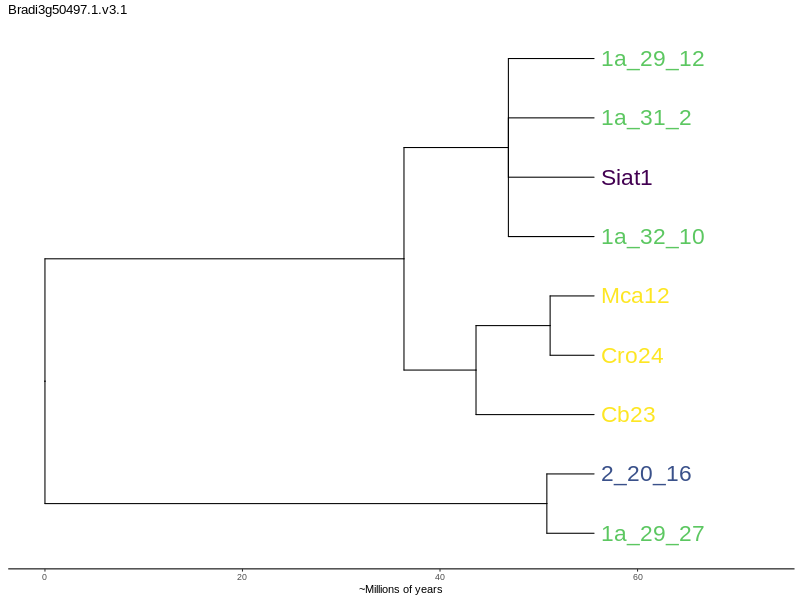 Bradi3g50497.1.v3.1
1a_29_12
1a_31_2
Siat1
1a_32_10
Mca12
Cro24
Cb23
2_20_16
1a_29_27
0 20 40 60
~Millions of years